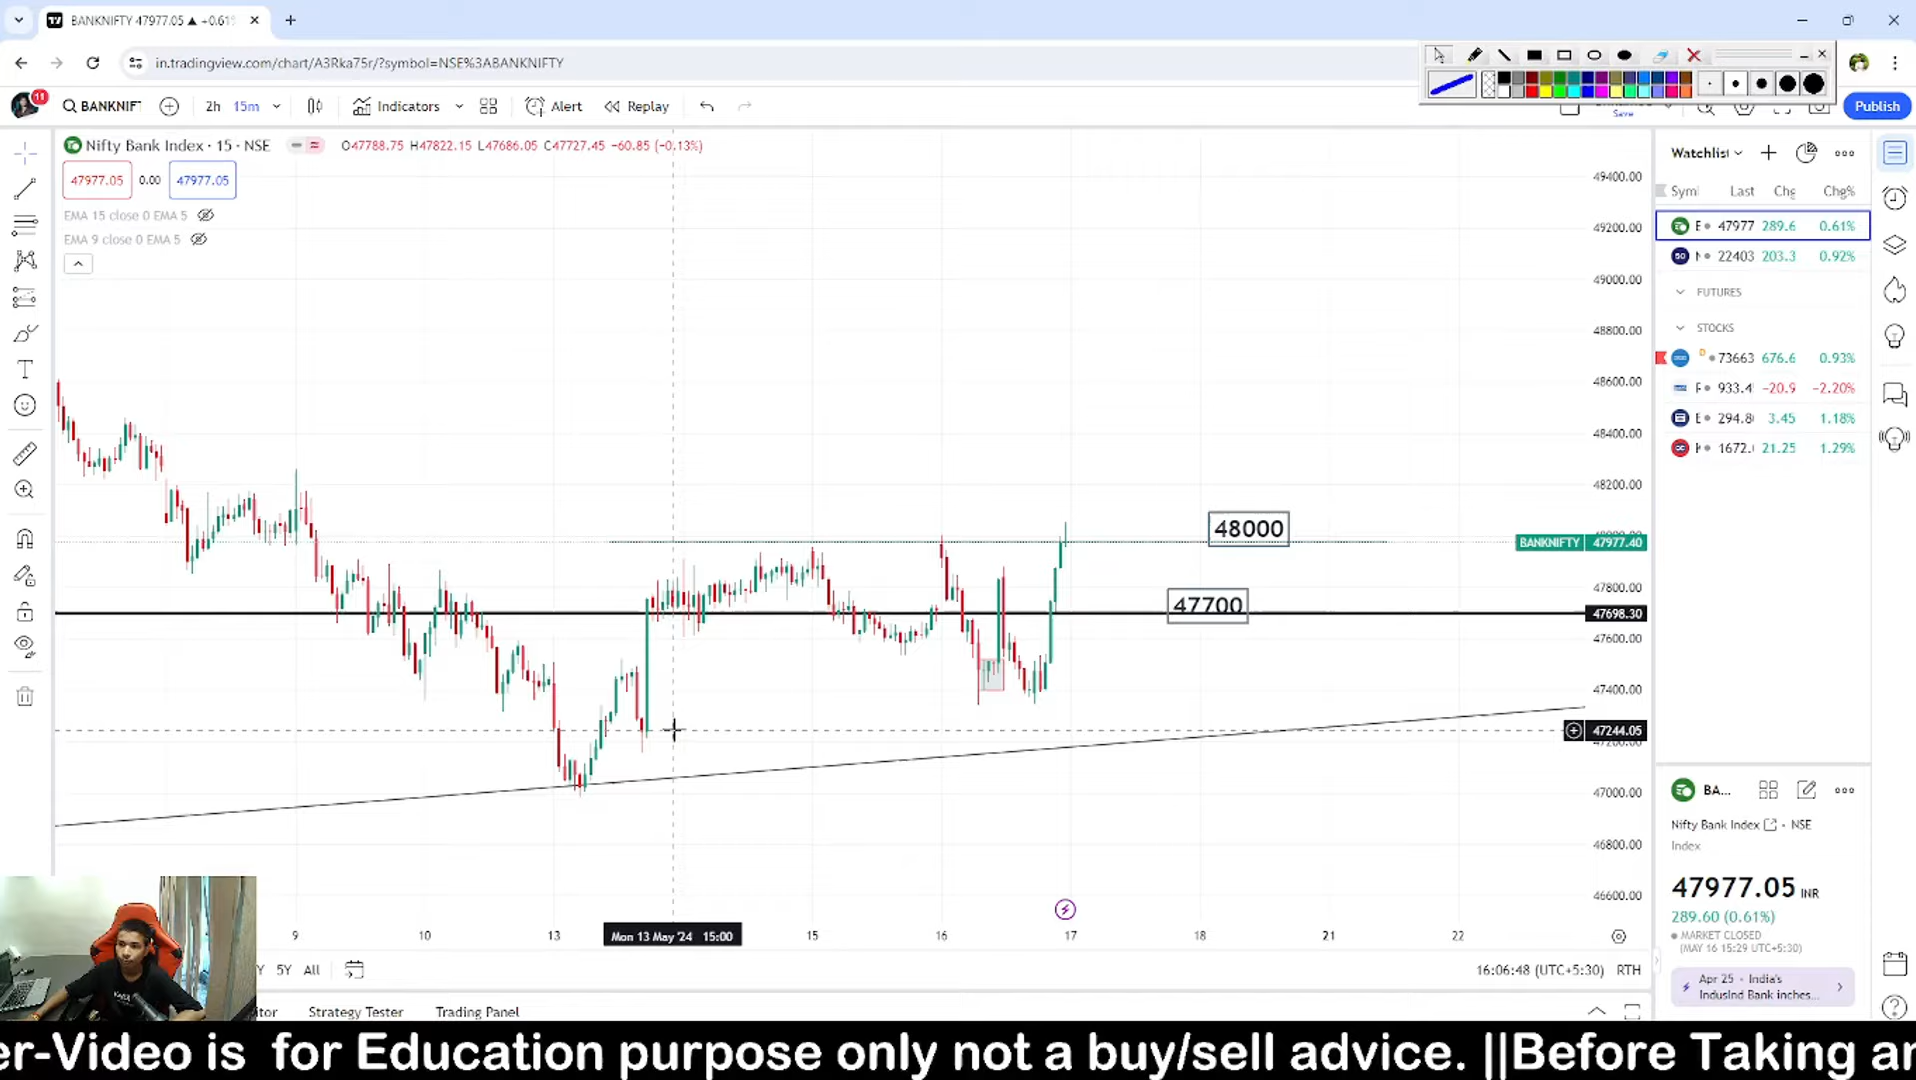 BANKNIFTY 47977.05 ▲ +0.61%
in.tradingview.com/chart/A3Rka75r/?symbol=NSE%3ABANKNIFTY
11
BANKNIFT
2h
15m
Indicators
Alert
Replay
Save
Publish
Nifty Bank Index · 15 · NSE
O47788.75 H47822.15 L47686.05 C47727.45 −60.85 (−0.13%)
47977.05
0.00
47977.05
EMA 15 close 0 EMA 5
EMA 9 close 0 EMA 5
49400.00
49200.00
49000.00
48800.00
48600.00
48400.00
48200.00
48000
BANKNIFTY 47977.40
47800.00
47700
47698.30
47600.00
47400.00
47244.05
47000.00
46800.00
46600.00
9
10
13
Mon 13 May '24 15:00
15
16
17
18
21
22
5Y
All
16:06:48 (UTC+5:30)
RTH
Strategy Tester
Trading Panel
Watchlist
Syml
Last
Chg
Chg%
47977 289.6 0.61%
50
22403 203.3 0.92%
FUTURES
STOCKS
D
73663 676.6 0.93%
933.4 −20.9 −2.20%
294.8 3.45 1.18%
1672. 21.25 1.29%
BA...
Nifty Bank Index · NSE
Index
47977.05 INR
289.60 (0.61%)
MARKET CLOSED
(MAY 16 15:29 UTC+5:30)
Apr 25 · India's
IndusInd Bank inches...
er-Video is for Education purpose only not a buy/sell advice. ||Before Taking an